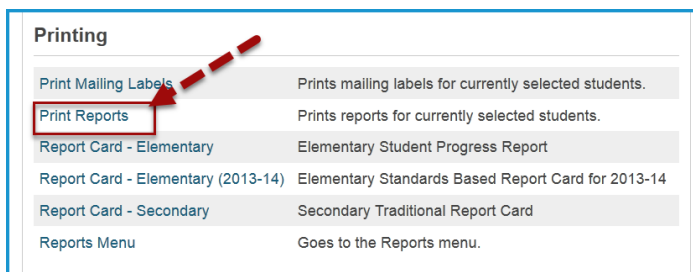 Printing
Print Mailing Labels Prints mailing labels for currently selected students.
Print Reports Prints reports for currently selected students.
Report Card - Elementary Elementary Student Progress Report
Report Card - Elementary (2013-14) Elementary Standards Based Report Card for 2013-14
Report Card - Secondary Secondary Traditional Report Card
Reports Menu Goes to the Reports menu.